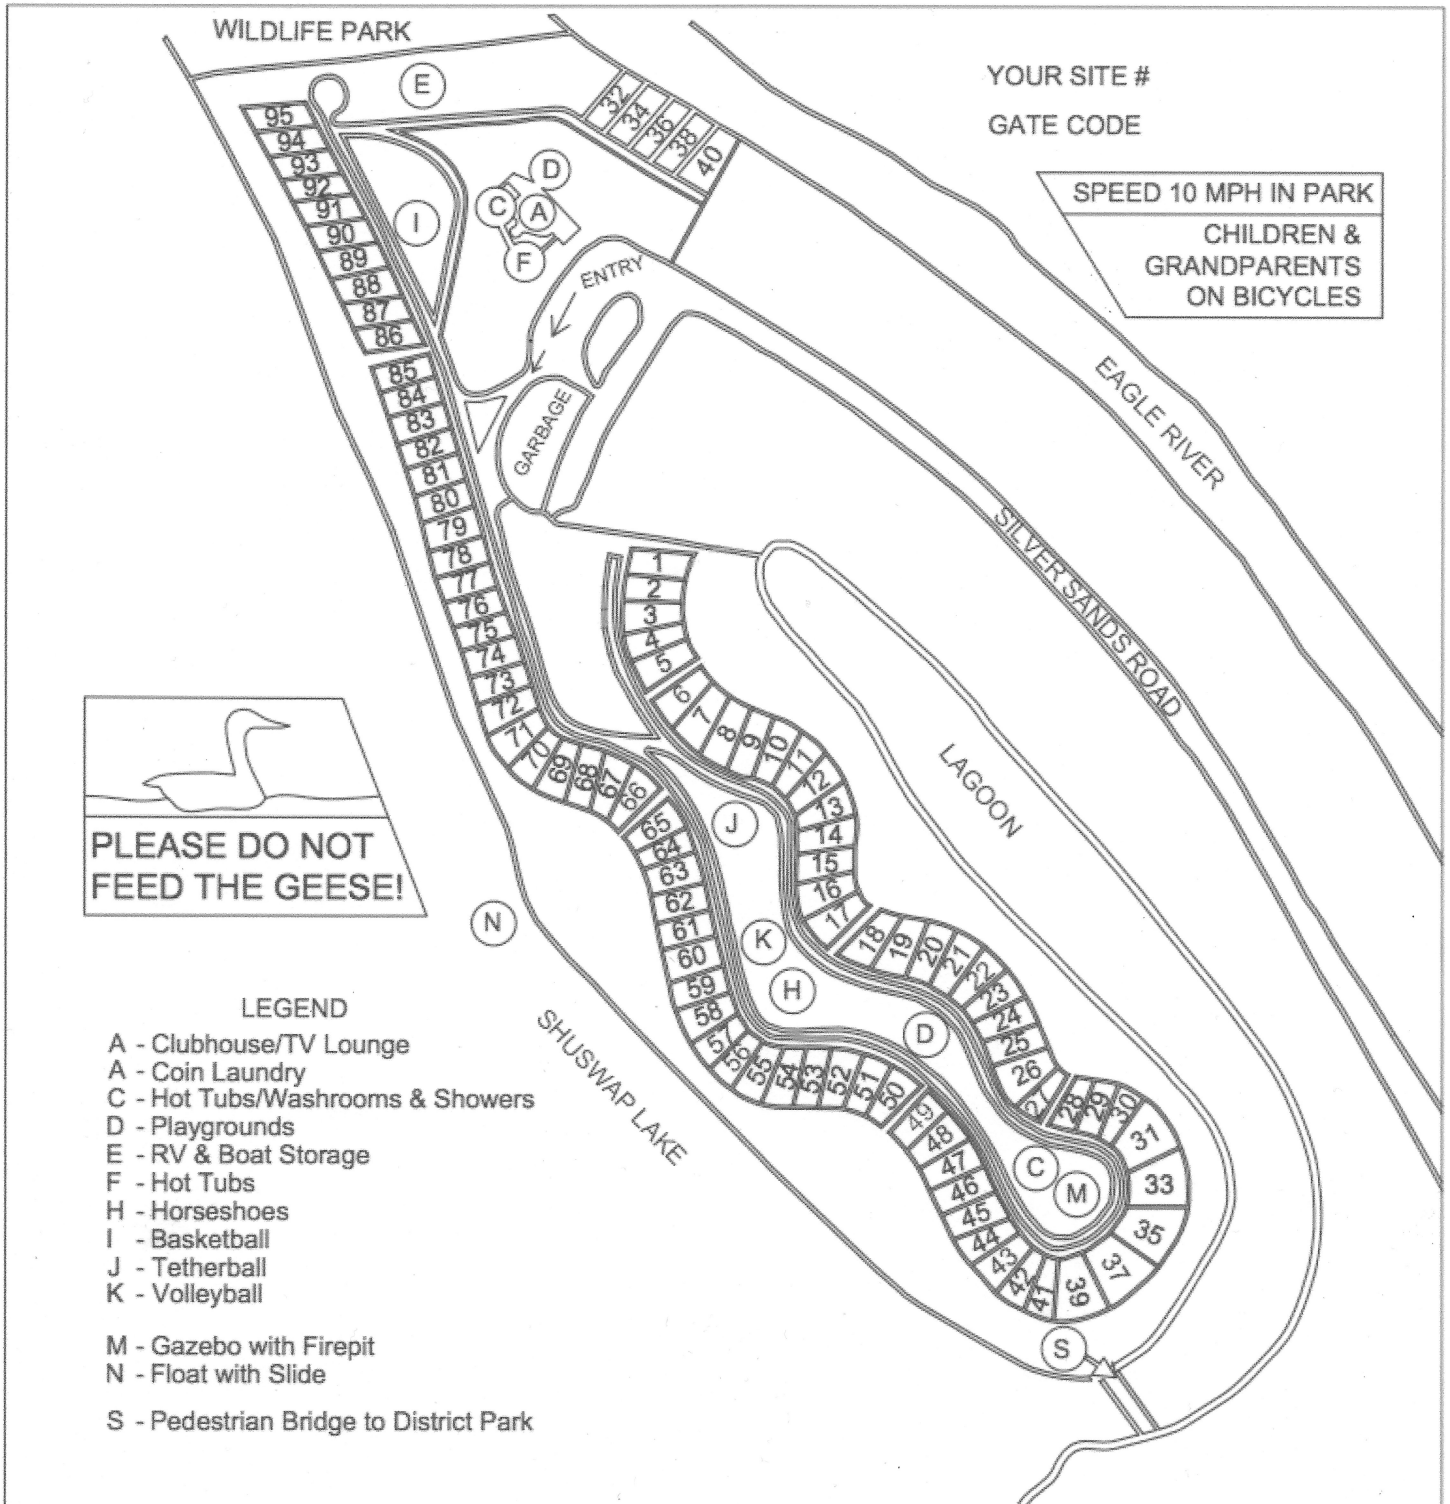 WILDLIFE PARK
E
YOUR SITE #
GATE CODE
SPEED 10 MPH IN PARK
CHILDREN &
GRANDPARENTS
ON BICYCLES
32
34
36
38
40
95
94
93
92
91
90
89
88
87
86
85
84
83
82
81
80
79
78
77
76
75
74
73
72
71
70
69
68
67
66
65
64
63
62
61
60
59
58
57
56
55
54
53
52
51
50
49
48
47
46
45
44
43
42
41
39
37
35
33
31
30
29
28
27
26
25
24
23
22
21
20
19
18
17
16
15
14
13
12
11
10
9
8
7
6
5
4
3
2
1
D
C
A
F
I
ENTRY
GARBAGE
EAGLE RIVER
SILVER SANDS ROAD
LAGOON
J
K
H
D
C
M
S
N
SHUSWAP LAKE
PLEASE DO NOT
FEED THE GEESE!
LEGEND
A - Clubhouse/TV Lounge
A - Coin Laundry
C - Hot Tubs/Washrooms & Showers
D - Playgrounds
E - RV & Boat Storage
F - Hot Tubs
H - Horseshoes
I - Basketball
J - Tetherball
K - Volleyball
M - Gazebo with Firepit
N - Float with Slide
S - Pedestrian Bridge to District Park